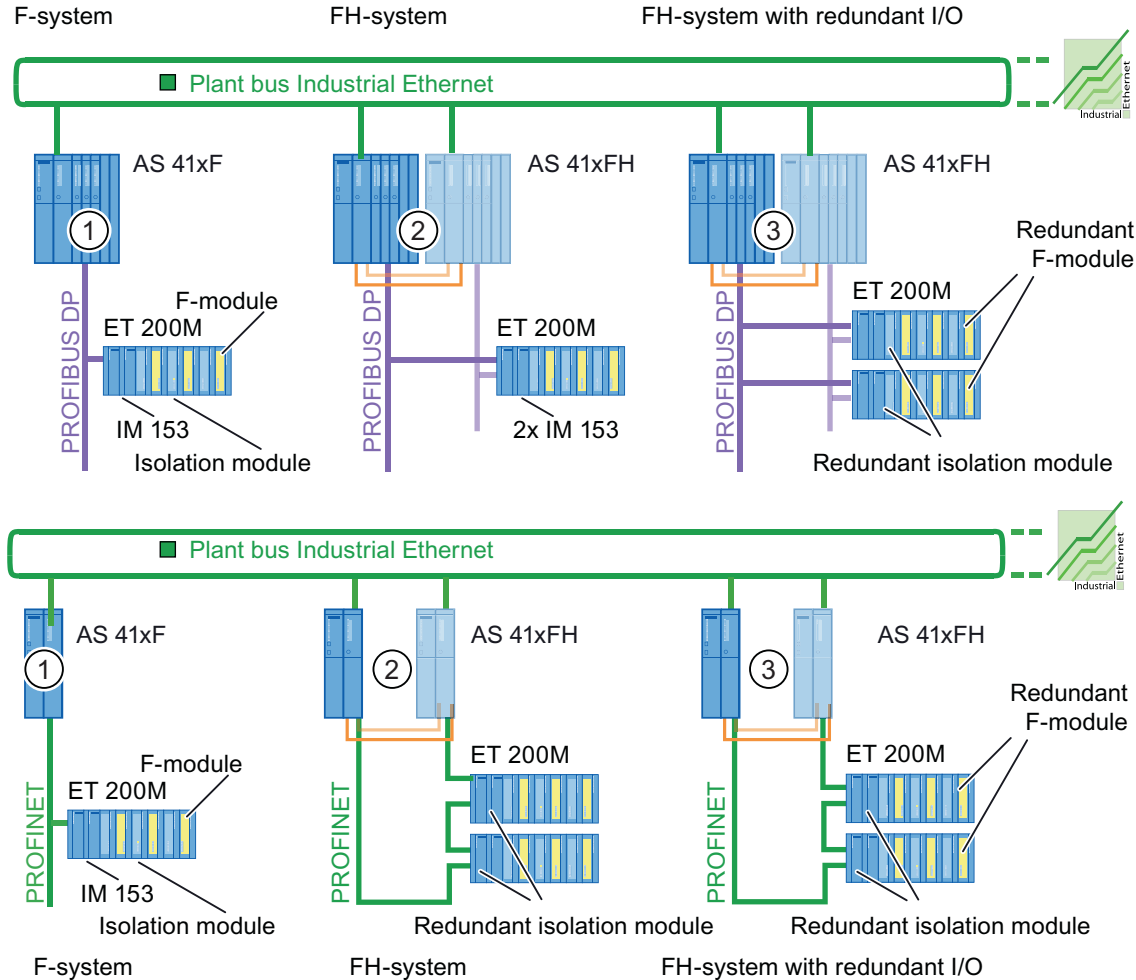 F-system
FH-system
FH-system with redundant I/O
Plant bus Industrial Ethernet
Industrial
Ethernet
AS 41xF
AS 41xFH
AS 41xFH
1
2
3
Redundant
F-module
PROFIBUS DP
F-module
ET 200M
IM 153
Isolation module
PROFIBUS DP
ET 200M
2x IM 153
PROFIBUS DP
ET 200M
Redundant isolation module
Plant bus Industrial Ethernet
Industrial
Ethernet
AS 41xF
AS 41xFH
AS 41xFH
1
2
3
Redundant
F-module
PROFINET
F-module
ET 200M
IM 153
Isolation module
PROFINET
ET 200M
Redundant isolation module
PROFINET
ET 200M
Redundant isolation module
F-system
FH-system
FH-system with redundant I/O